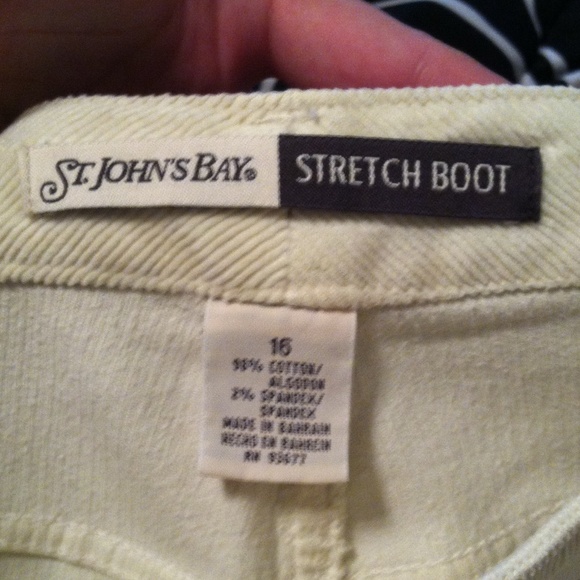 ST. JOHN'S BAY® STRETCH BOOT
16
98% COTTON/
ALGODON
2% SPANDEX/
SPANDEX
MADE IN BAHRAIN
HECHO EN BAHREIN
RN 93677